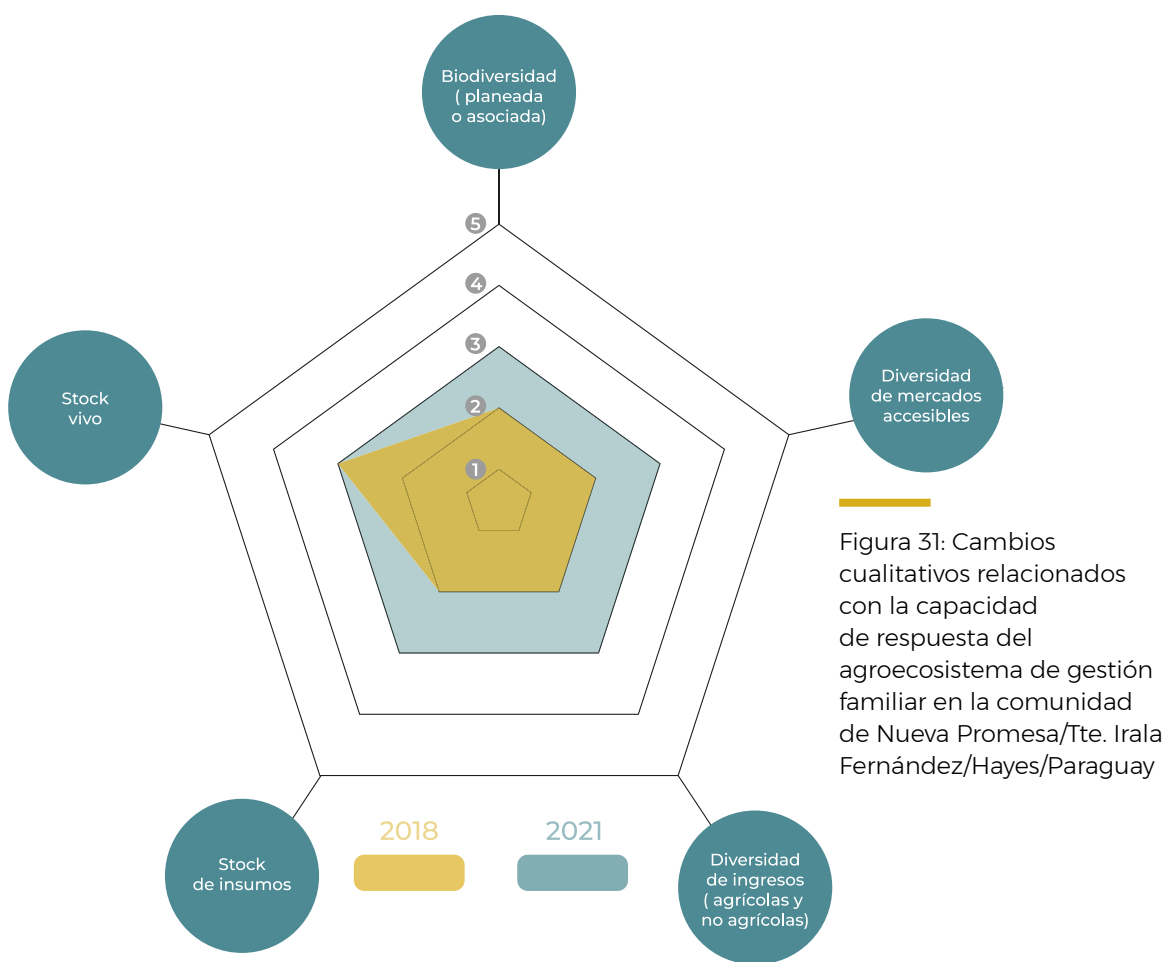 Biodiversidad
( planeada
o asociada)
5
4
3
2
1
Stock
vivo
Diversidad
de mercados
accesibles
Figura 31: Cambios
cualitativos relacionados
con la capacidad
de respuesta del
agroecosistema de gestión
familiar en la comunidad
de Nueva Promesa/Tte. Irala
Fernández/Hayes/Paraguay
Stock
de insumos
2018
2021
Diversidad
de ingresos
( agrícolas y
no agrícolas)